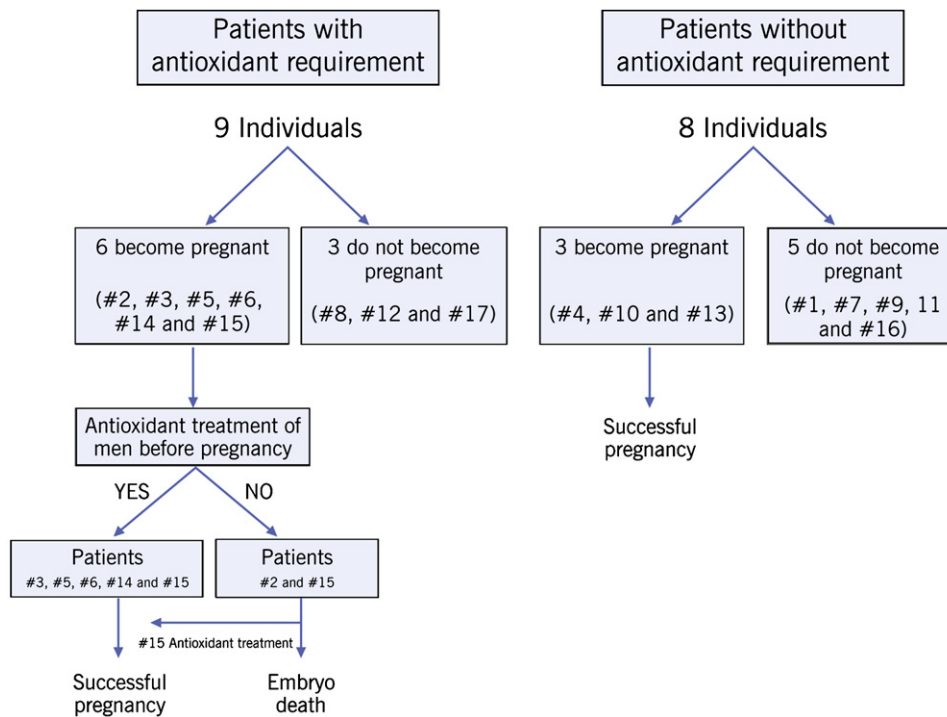 Patients with
antioxidant requirement
9 Individuals
6 become pregnant
(#2, #3, #5, #6,
#14 and #15)
3 do not become
pregnant
(#8, #12 and #17)
Antioxidant treatment of
men before pregnancy
YES
NO
Patients
#3, #5, #6, #14 and #15
Patients
#2 and #15
#15 Antioxidant treatment
Successful
pregnancy
Embryo
death
Patients without
antioxidant requirement
8 Individuals
3 become pregnant
(#4, #10 and #13)
5 do not become
pregnant
(#1, #7, #9, 11
and #16)
Successful
pregnancy